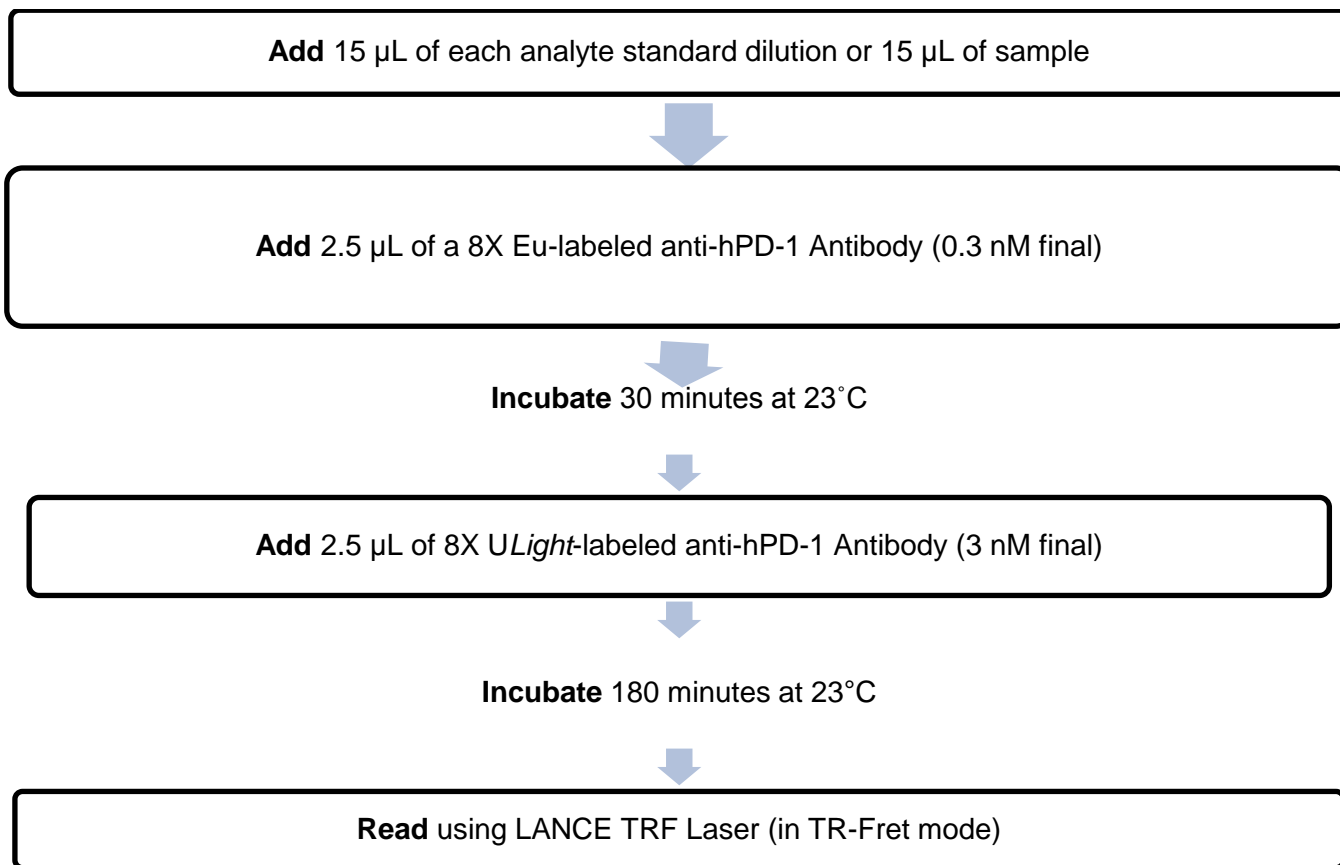 Add 15 µL of each analyte standard dilution or 15 µL of sample
Add 2.5 µL of a 8X Eu-labeled anti-hPD-1 Antibody (0.3 nM final)
Incubate 30 minutes at 23˚C
Add 2.5 µL of 8X ULight-labeled anti-hPD-1 Antibody (3 nM final)
Incubate 180 minutes at 23°C
Read using LANCE TRF Laser (in TR-Fret mode)